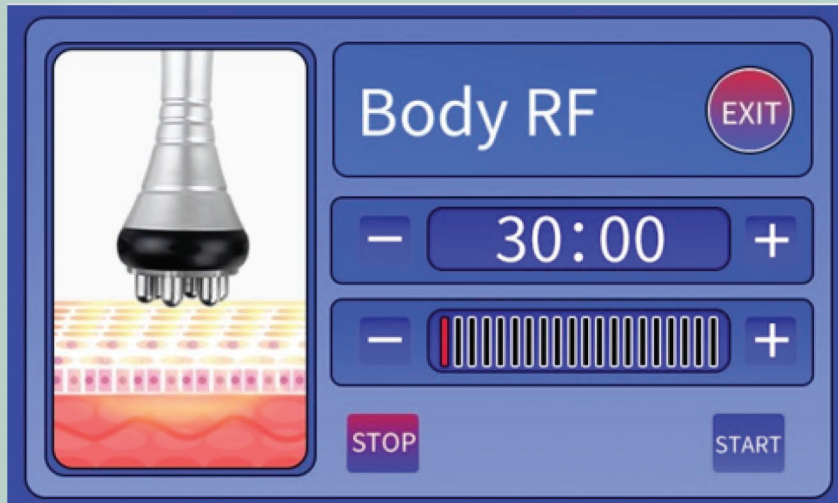 Body RF
EXIT
− 30:00 +
− +
STOP
START